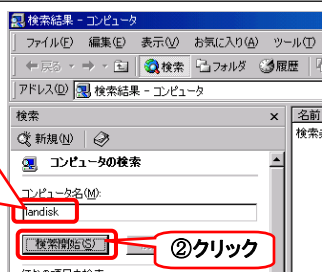 検索結果 - コンピュータ
ファイル(F) 編集(E) 表示(V) お気に入り(A) ツール(T)
戻る 検索 フォルダ 履歴
アドレス(D) 検索結果 - コンピュータ
検索 × 名前
新規(N) 検索
コンピュータの検索
コンピュータ名(M):
landisk
検索開始(S) ②クリック